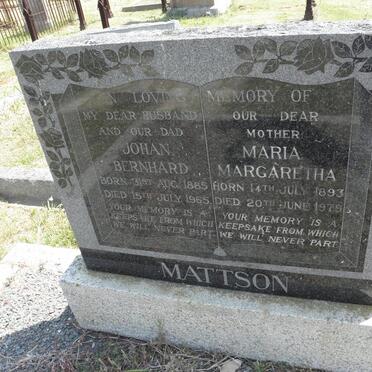 IN LOVING MEMORY OF
MY DEAR HUSBAND
AND OUR DAD
JOHAN
BERNHARD
BORN 31ST AUG. 1885
DIED 15TH JULY 1965
YOUR MEMORY IS A
KEEPSAKE FROM WHICH
WE WILL NEVER PART
OUR DEAR
MOTHER
MARIA
MARGARETHA
BORN 14TH JULY 1893
DIED 20TH JUNE 1976
YOUR MEMORY IS A
KEEPSAKE FROM WHICH
WE WILL NEVER PART
MATTSON